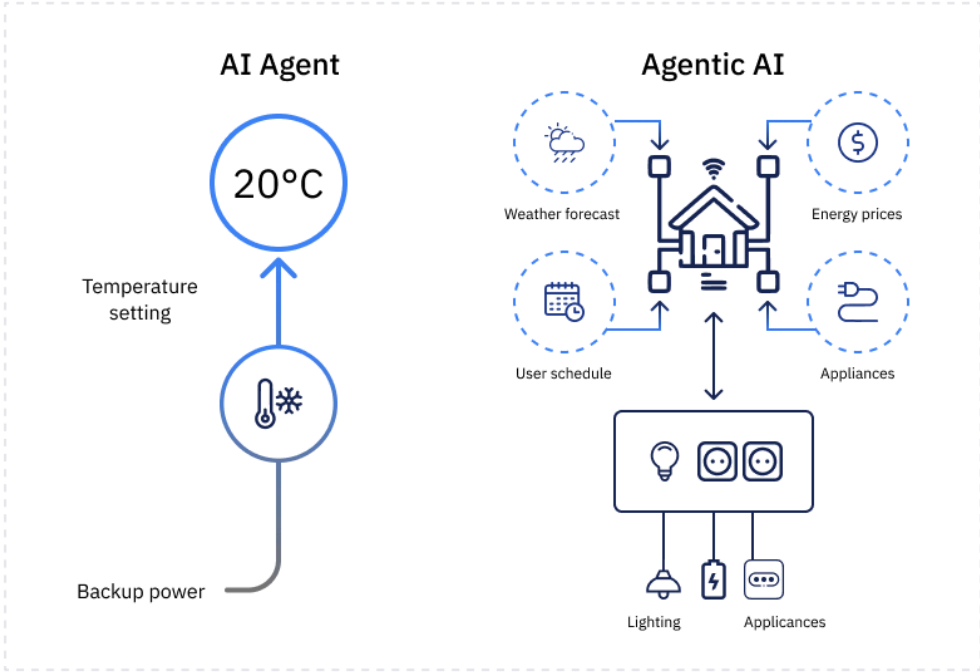 AI Agent
20°C
Temperature
setting
Backup power
Agentic AI
Weather forecast
Energy prices
User schedule
Appliances
Lighting
Applicances